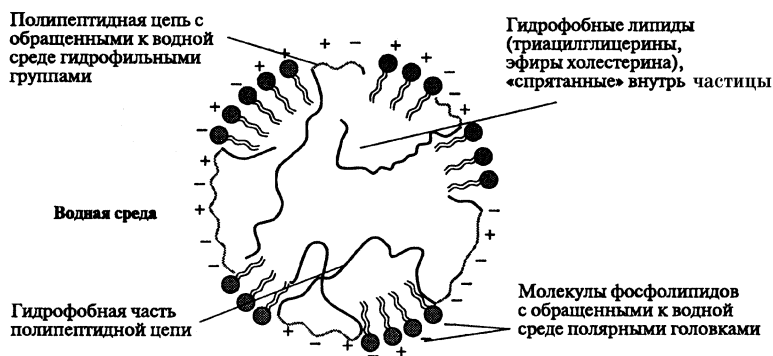 Полипептидная цепь с
обращенными к водной
среде гидрофильными
группами
Гидрофобные липиды
(триацилглицерины,
эфиры холестерина),
«спрятанные» внутрь частицы
Водная среда
Гидрофобная часть
полипептидной цепи
Молекулы фосфолипидов
с обращенными к водной
среде полярными головками